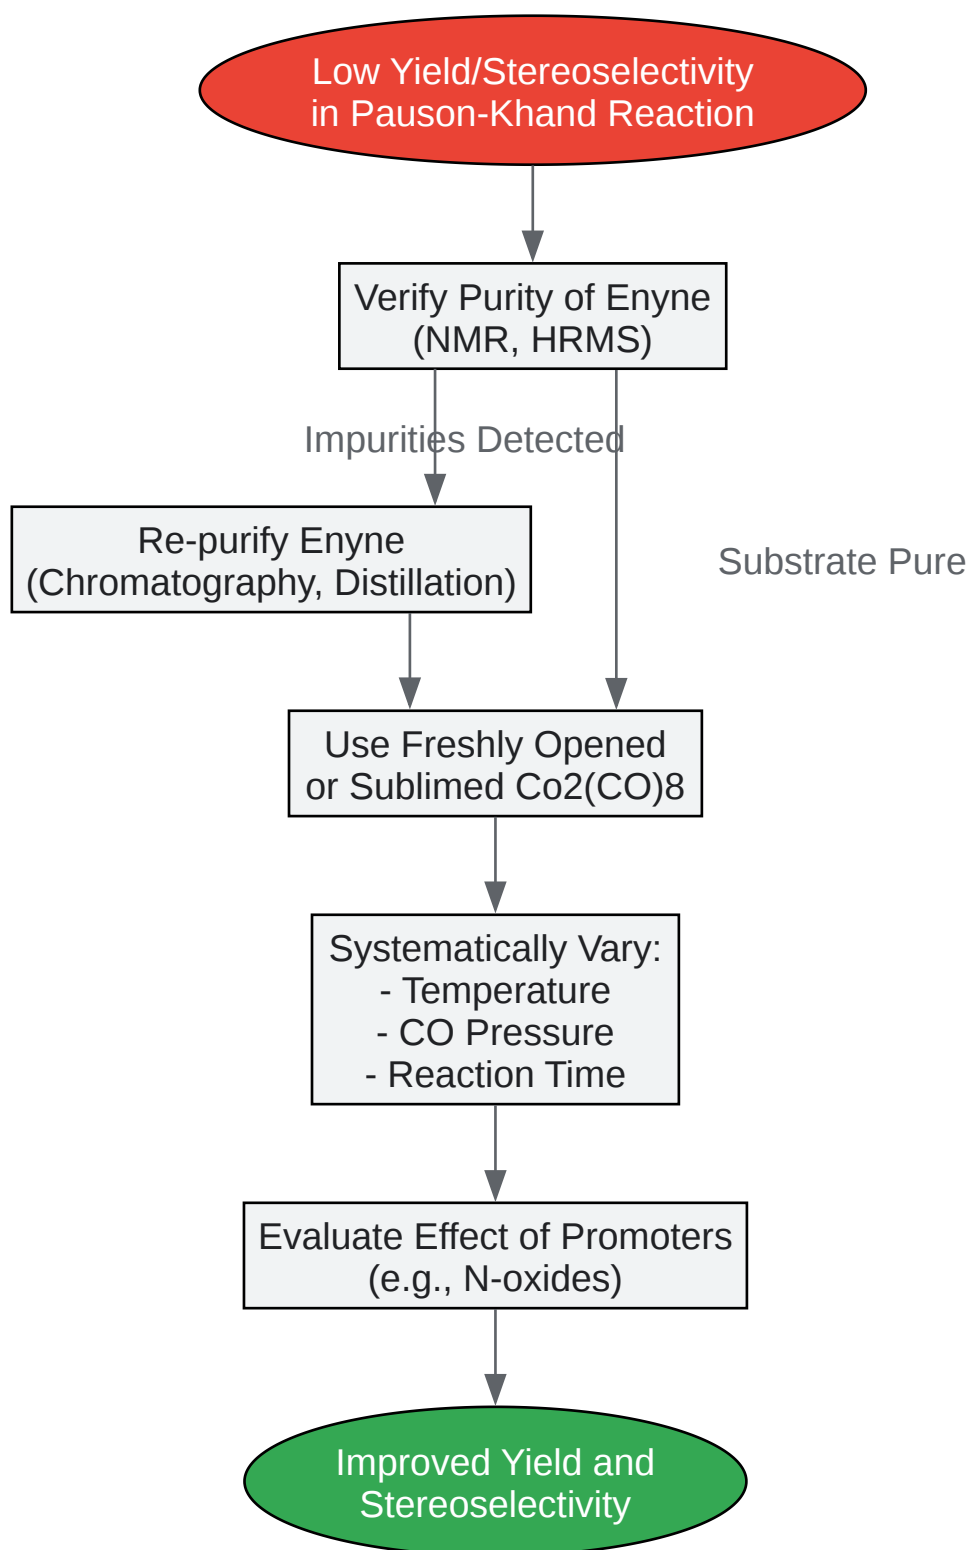 Low Yield/Stereoselectivity
in Pauson-Khand Reaction
Verify Purity of Enyne
(NMR, HRMS)
Impurities Detected
Re-purify Enyne
(Chromatography, Distillation)
Substrate Pure
Use Freshly Opened
or Sublimed Co2(CO)8
Systematically Vary:
- Temperature
- CO Pressure
- Reaction Time
Evaluate Effect of Promoters
(e.g., N-oxides)
Improved Yield and
Stereoselectivity